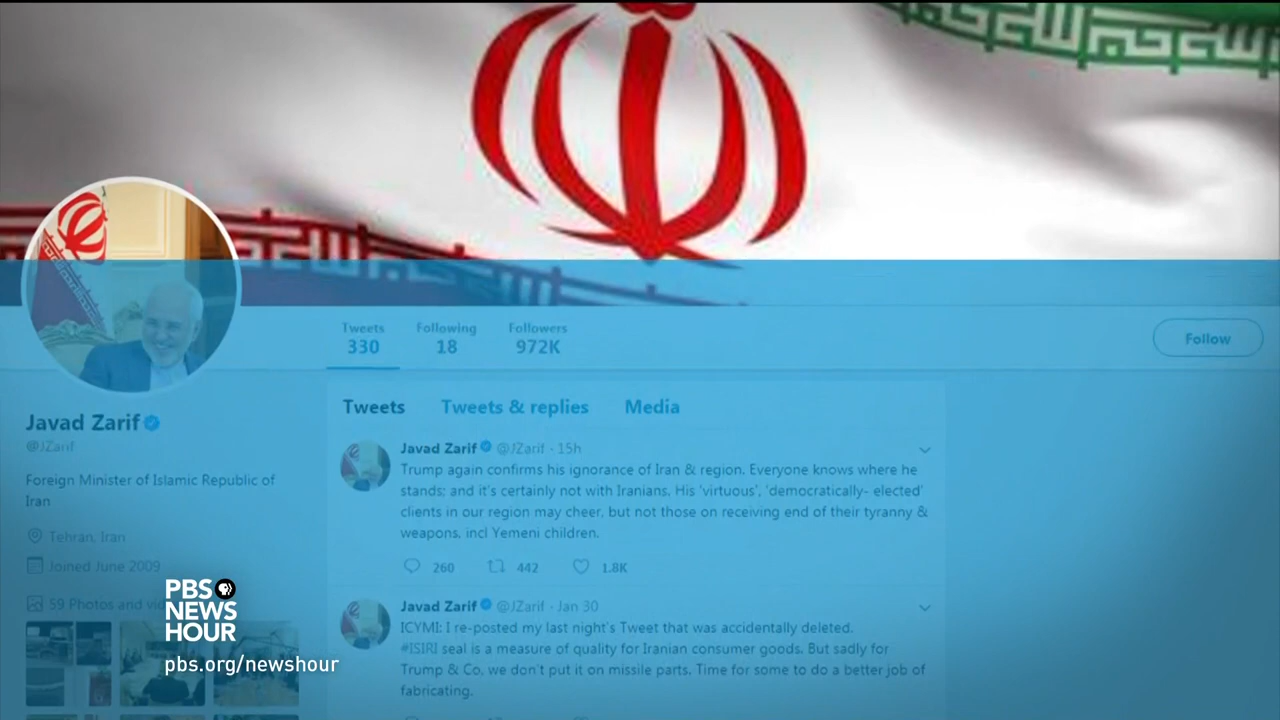 Tweets
330
Following
18
Followers
972K
Follow
Javad Zarif
@JZarif
Foreign Minister of Islamic Republic of
Iran
Tehran, Iran
Joined June 2009
59 Photos and
Tweets
Tweets & replies
Media
Javad Zarif @JZarif · 15h
Trump again confirms his ignorance of Iran & region. Everyone knows where he
stands; and it's certainly not with Iranians. His 'virtuous', 'democratically- elected'
clients in our region may cheer, but not those on receiving end of their tyranny &
weapons, incl Yemeni children.
260
442
1.8K
Javad Zarif @JZarif · Jan 30
ICYMI: I re-posted my last night's Tweet that was accidentally deleted.
#ISIRI seal is a measure of quality for Iranian consumer goods. But sadly for
Trump & Co, we don't put it on missile parts. Time for some to do a better job of
fabricating.
PBS
NEWS
HOUR
pbs.org/newshour